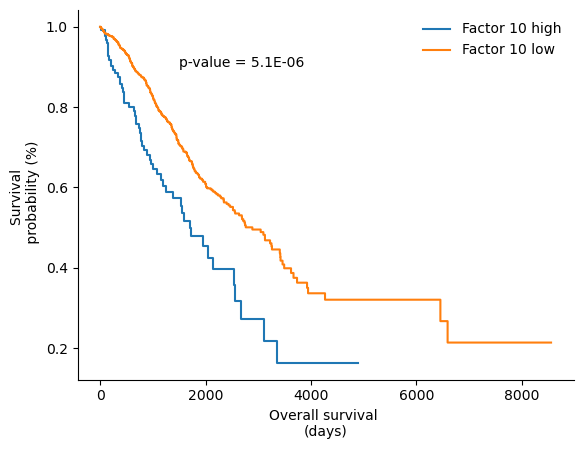 Factor 10 high
Factor 10 low
p-value = 5.1E-06
1.0
0.8
0.6
0.4
0.2
Survival
probability (%)
0
2000
4000
6000
8000
Overall survival
(days)